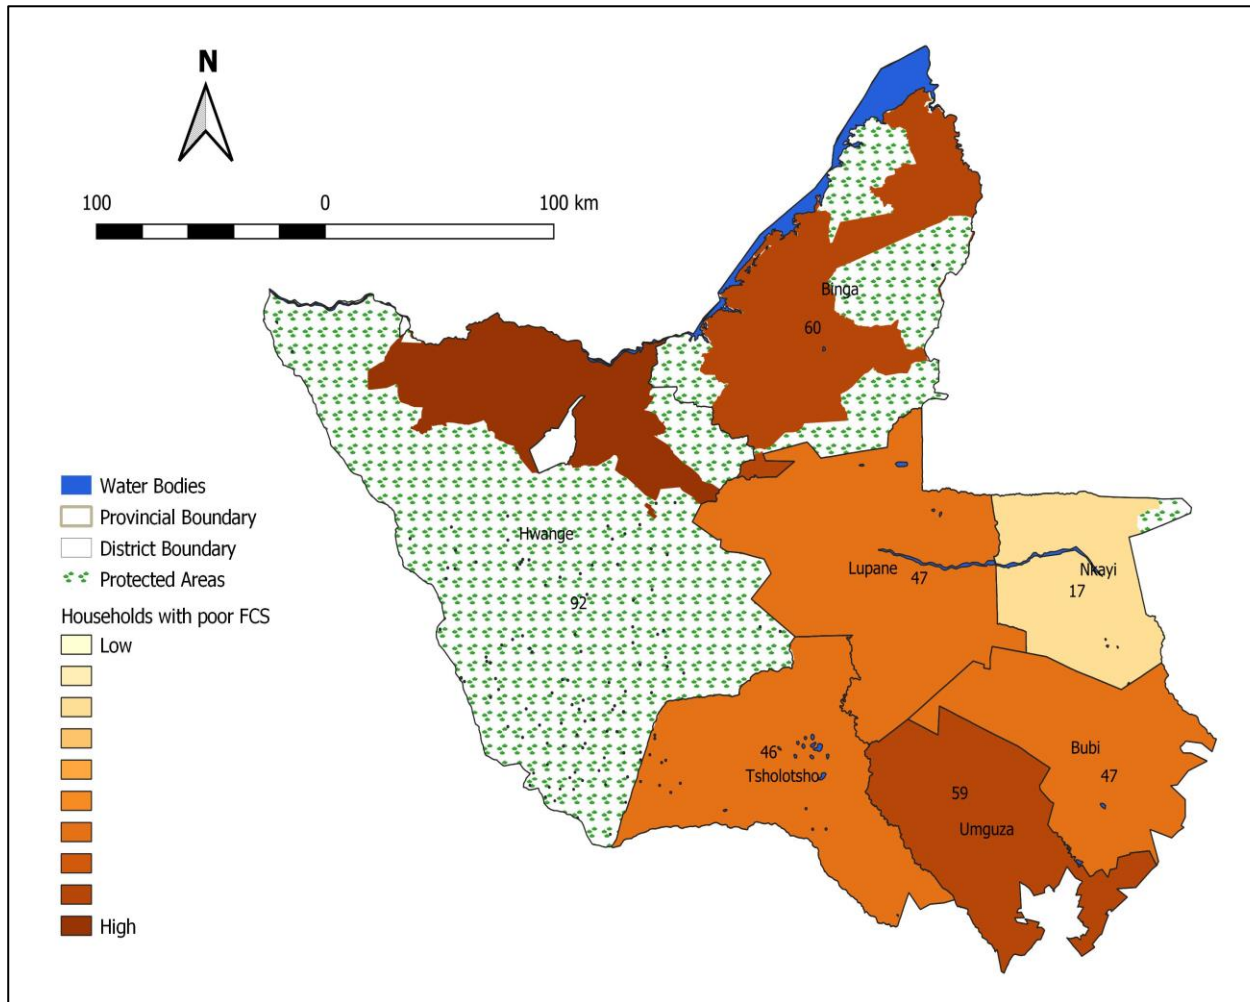 N
100 0 100 km
Binga
60
Water Bodies
Provincial Boundary
District Boundary
Protected Areas
Households with poor FCS
Low
High
Hwange
92
Lupane
47
Nkayi
17
46
Tsholotsho
Bubi
47
59
Umguza